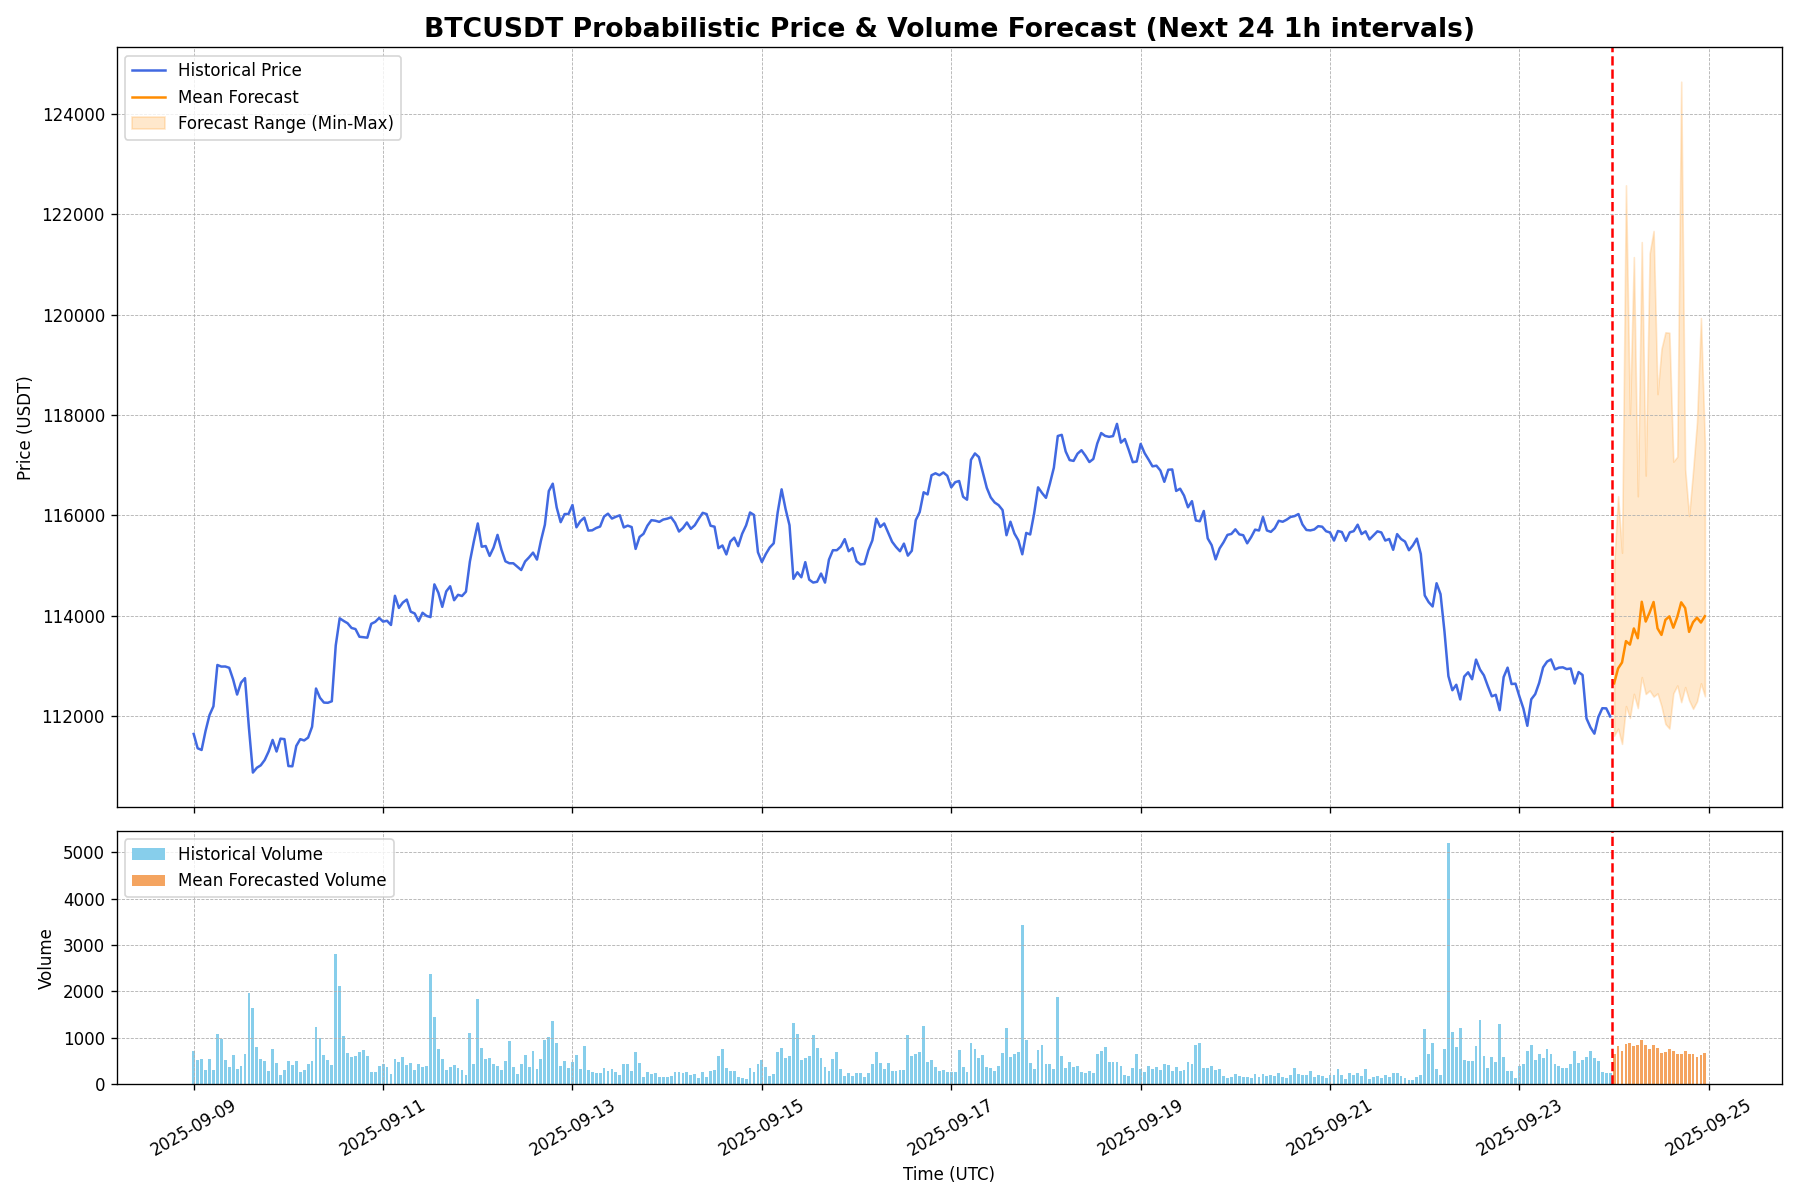 BTCUSDT Probabilistic Price & Volume Forecast (Next 24 1h intervals)
Historical Price
Mean Forecast
Forecast Range (Min-Max)
Price (USDT)
124000
122000
120000
118000
116000
114000
112000
Historical Volume
Mean Forecasted Volume
Volume
5000
4000
3000
2000
1000
0
2025-09-09
2025-09-11
2025-09-13
2025-09-15
2025-09-17
2025-09-19
2025-09-21
2025-09-23
2025-09-25
Time (UTC)